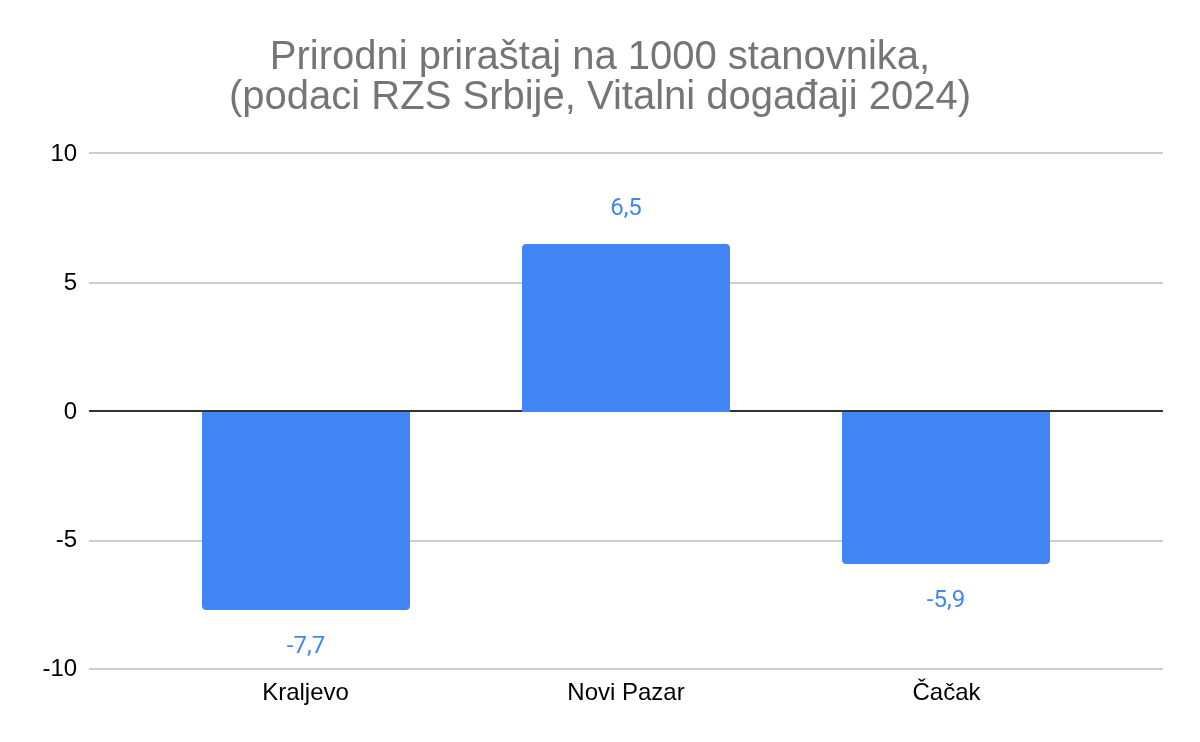 Prirodni priraštaj na 1000 stanovnika,
(podaci RZS Srbije, Vitalni događaji 2024)
10
6,5
5
0
-5
-5,9
-7,7
-10
Kraljevo Novi Pazar Čačak